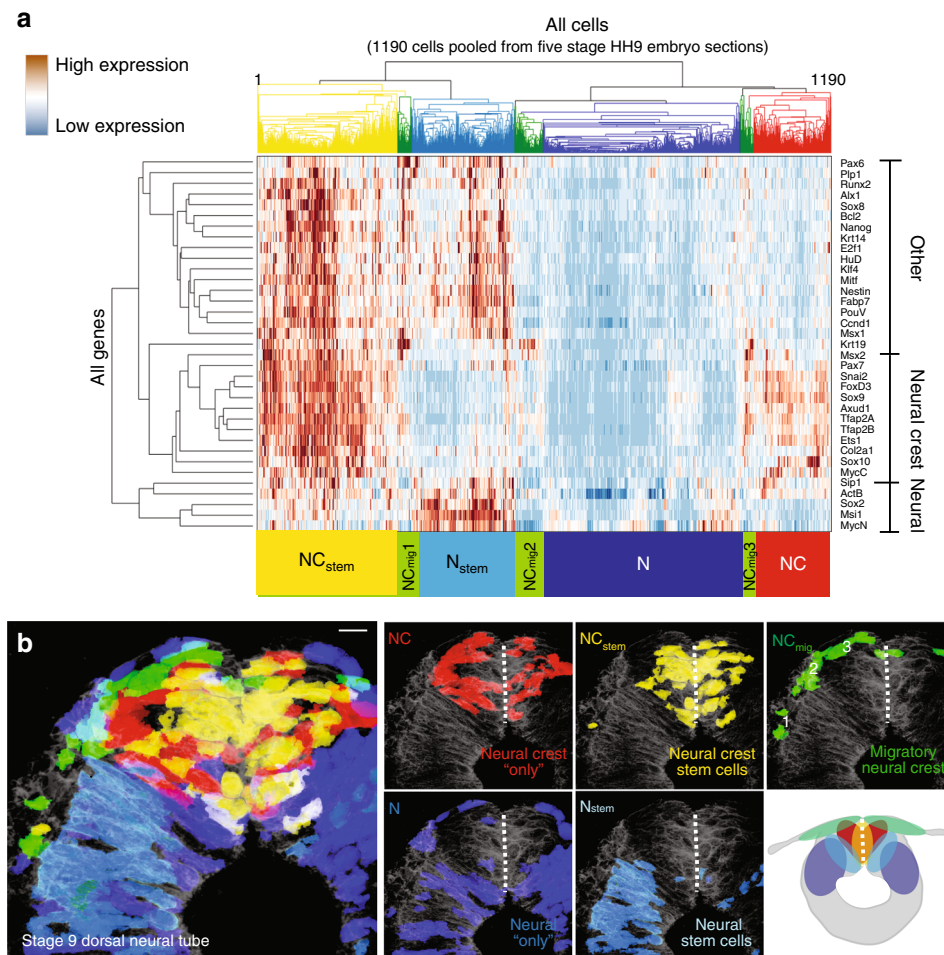 a
All cells
(1190 cells pooled from five stage HH9 embryo sections)
High expression
Low expression
1
1190
All genes
Pax6
Plp1
Runx2
Alx1
Sox8
Bcl2
Nanog
Krt14
E2f1
HuD
Klf4
Mitf
Nestin
Fabp7
PouV
Ccnd1
Msx1
Krt19
Msx2
Pax7
Snai2
FoxD3
Sox9
Axud1
Tfap2A
Tfap2B
Ets1
Col2a1
Sox10
MycC
Sip1
ActB
Sox2
Msi1
MycN
Other
Neural crest
Neural
NCstem
NCmig1
Nstem
NCmig2
N
NCmig3
NC
b
Stage 9 dorsal neural tube
NC
Neural crest
"only"
NCstem
Neural crest
stem cells
NCmig
3
2
1
Migratory
neural crest
N
Neural
"only"
Nstem
Neural
stem cells